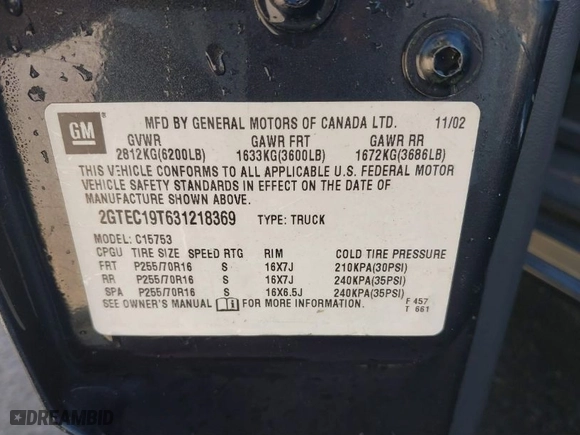 GM
MFD BY GENERAL MOTORS OF CANADA LTD. 11/02
GVWR GAWR FRT GAWR RR
2812KG(6200LB) 1633KG(3600LB) 1672KG(3686LB)
THIS VEHICLE CONFORMS TO ALL APPLICABLE U.S. FEDERAL MOTOR
VEHICLE SAFETY STANDARDS IN EFFECT ON THE DATE OF
MANUFACTURE SHOWN ABOVE.
2GTEC19T631218369 TYPE: TRUCK
MODEL: C15753
CPGU TIRE SIZE SPEED RTG RIM COLD TIRE PRESSURE
FRT P255/70R16 S 16X7J 210KPA(30PSI)
RR P255/70R16 S 16X7J 240KPA(35PSI)
SPA P255/70R16 S 16X6.5J 240KPA(35PSI)
SEE OWNER'S MANUAL FOR MORE INFORMATION. F 457
T 661
DREAMBID